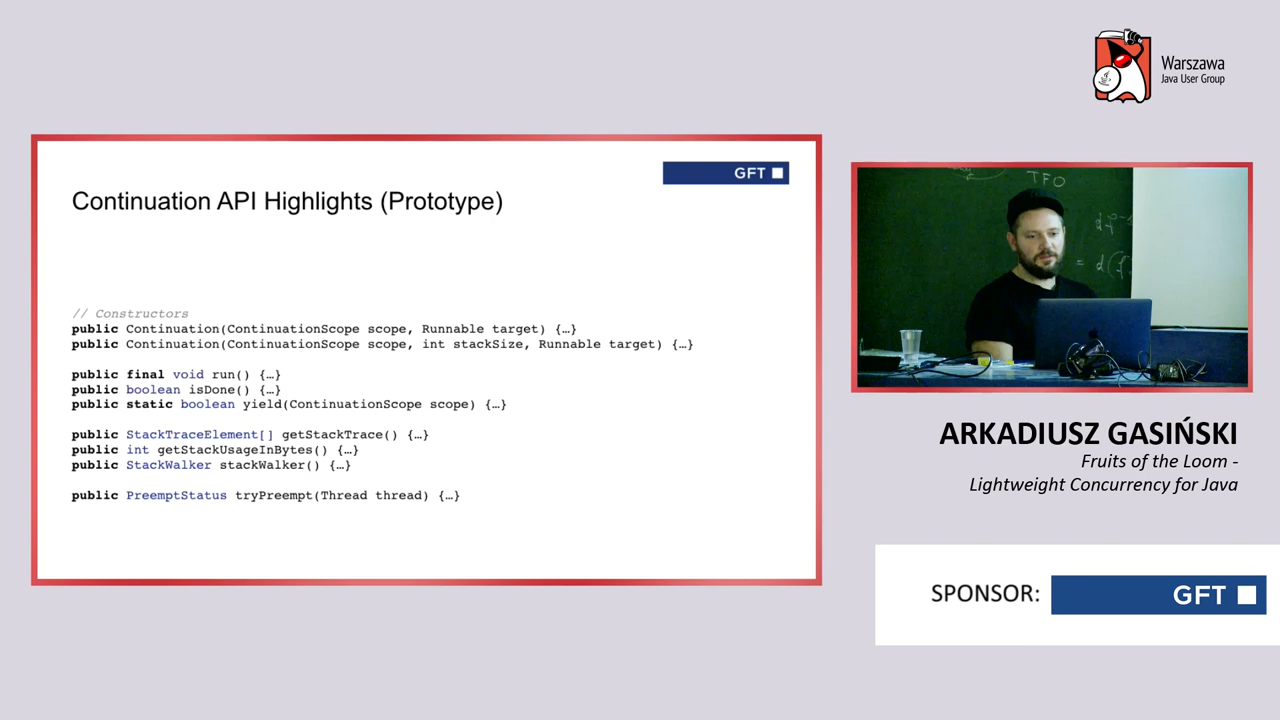 Warszawa
Java User Group
GFT
Continuation API Highlights (Prototype)
// Constructors
public Continuation(ContinuationScope scope, Runnable target) {…}
public Continuation(ContinuationScope scope, int stackSize, Runnable target) {…}
public final void run() {…}
public boolean isDone() {…}
public static boolean yield(ContinuationScope scope) {…}
public StackTraceElement[] getStackTrace() {…}
public int getStackUsageInBytes() {…}
public StackWalker stackWalker() {…}
public PreemptStatus tryPreempt(Thread thread) {…}
TFO
ARKADIUSZ GASIŃSKI
Fruits of the Loom -
Lightweight Concurrency for Java
SPONSOR: GFT